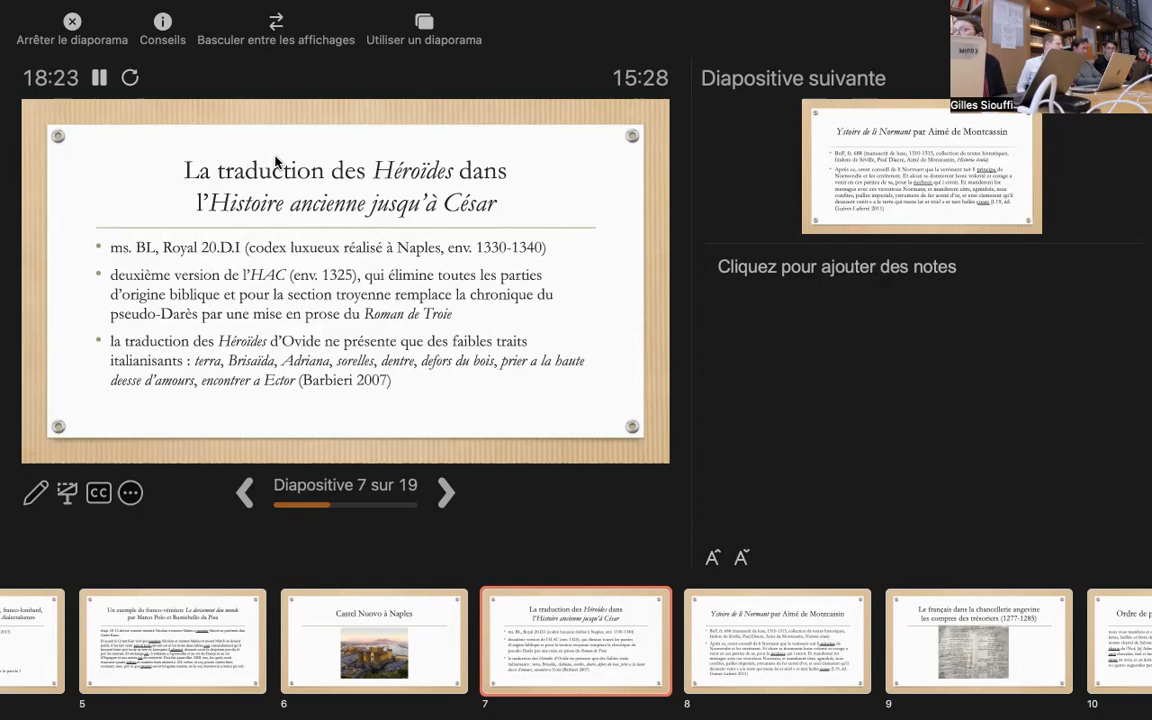 Arrêter le diaporama
Conseils
Basculer entre les affichages
Utiliser un diaporama
18:23
15:28
Diapositive suivante
Gilles Siouffi...
La traduction des Héroïdes dans
l’Histoire ancienne jusqu’à César
• ms. BL, Royal 20.D.I (codex luxueux réalisé à Naples, env. 1330-1340)
• deuxième version de l’HAC (env. 1325), qui élimine toutes les parties
d’origine biblique et pour la section troyenne remplace la chronique du
pseudo-Darès par une mise en prose du Roman de Troie
• la traduction des Héroïdes d’Ovide ne présente que des faibles traits
italianisants : terra, Brisaïda, Adriana, sorelles, dentre, defors du bois, prier a la haute
deesse d’amours, encontrer a Ector (Barbieri 2007)
Ystoire de li Normant par Aimé de Montcassin
Cliquez pour ajouter des notes
CC
Diapositive 7 sur 19
franco-lombard,
Un exemple du franco-vénitien: Le devisement dou monde
par Marco Polo et Rustichello da Pisa
5
Castel Nuovo à Naples
6
La traduction des Héroïdes dans
l’Histoire ancienne jusqu’à César
7
Ystoire de li Normant par Aimé de Montcassin
8
Le français dans la chancellerie angevine
les comptes des trésoriers (1277-1285)
9
Ordre de p
10